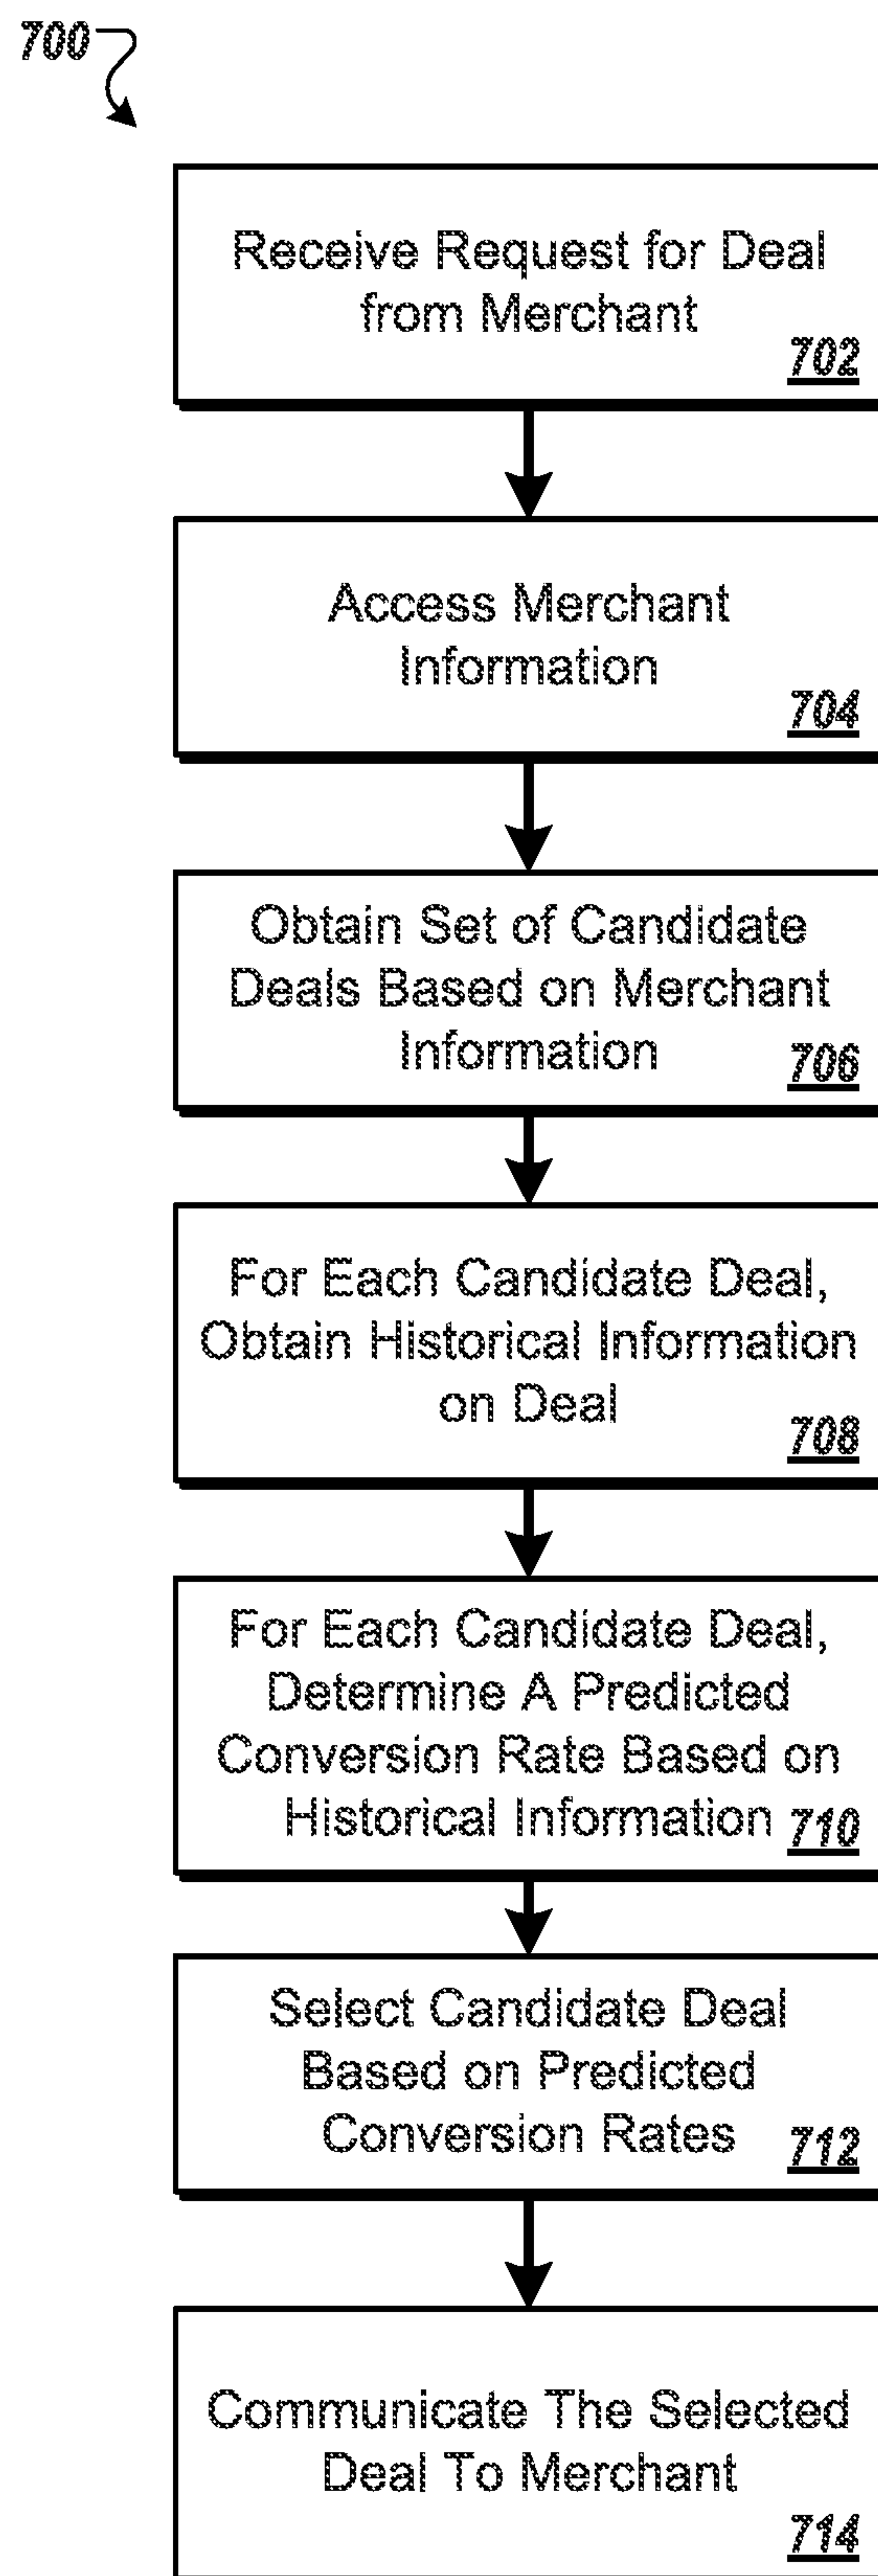 700
Receive Request for Deal
from Merchant
702
Access Merchant
Information
704
Obtain Set of Candidate
Deals Based on Merchant
Information
706
For Each Candidate Deal,
Obtain Historical Information
on Deal
708
For Each Candidate Deal,
Determine A Predicted
Conversion Rate Based on
Historical Information
710
Select Candidate Deal
Based on Predicted
Conversion Rates
712
Communicate The Selected
Deal To Merchant
714